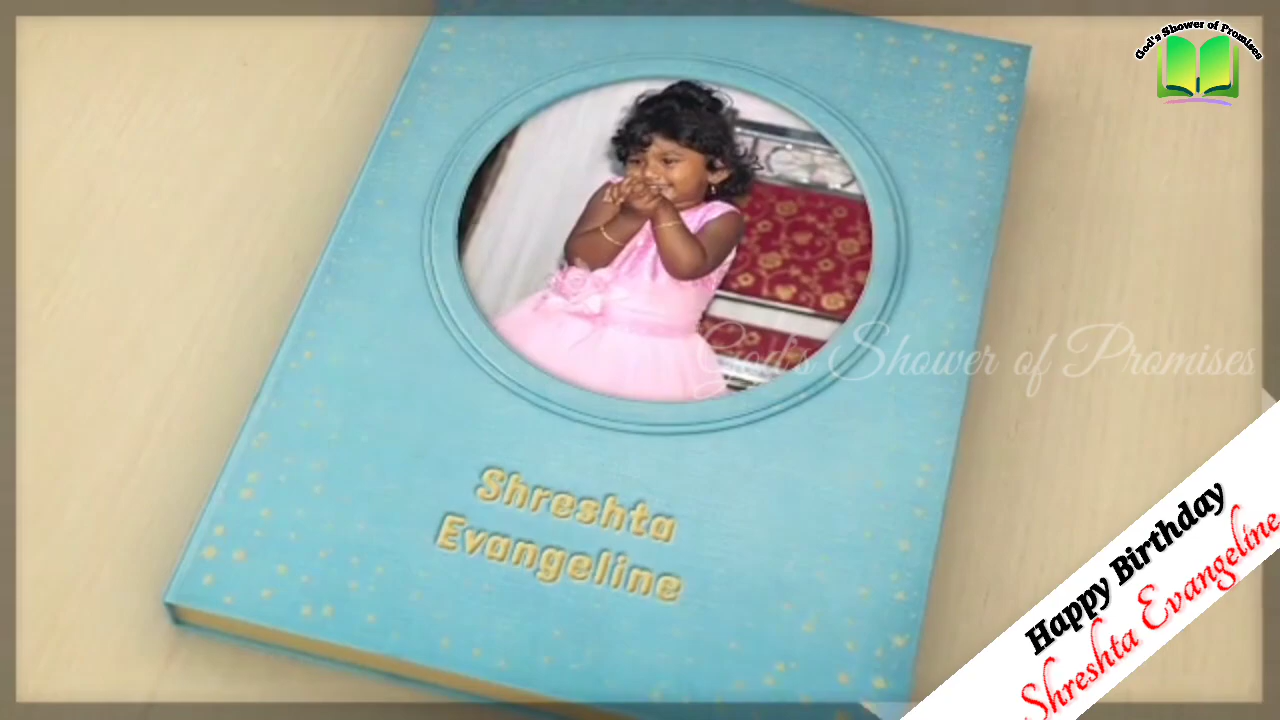 God's Shower of Promises
God's Shower of Promises
Shreshta
Evangeline
Happy Birthday
Shreshta Evangeline